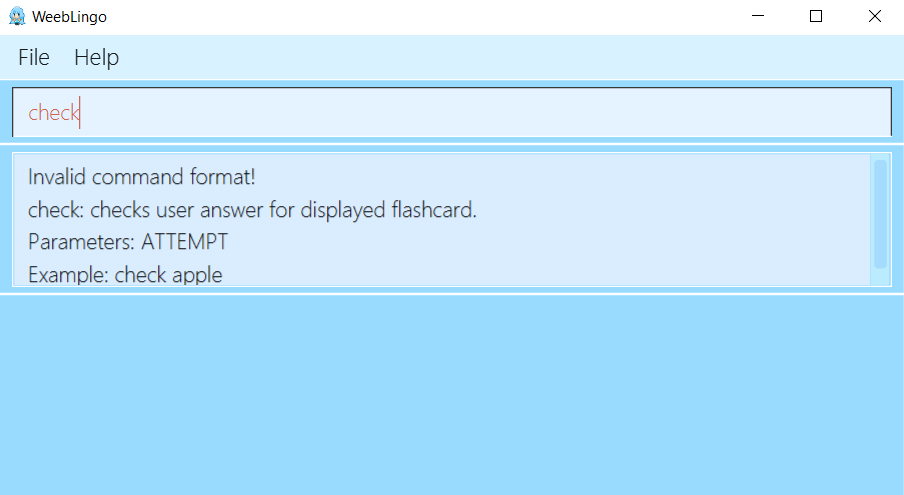 WeebLingo
File Help
check
Invalid command format!
check: checks user answer for displayed flashcard.
Parameters: ATTEMPT
Example: check apple